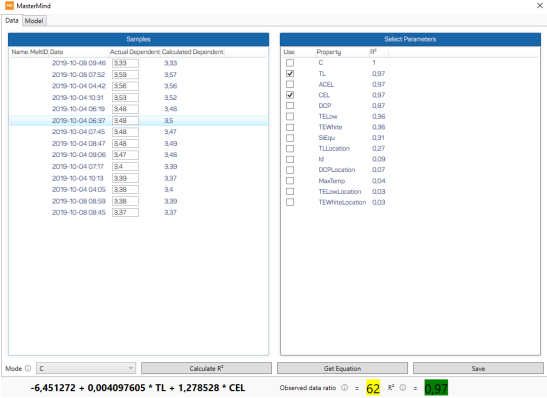 MasterMind
Data Model
Samples
Name MeltID Date Actual Dependent Calculated Dependent
2019-10-08 09:46 3,33 3,33
2019-10-08 07:52 3,59 3,57
2019-10-04 04:42 3,56 3,56
2019-10-04 10:31 3,53 3,52
2019-10-04 06:19 3,48 3,48
2019-10-04 06:37 3,48 3,5
2019-10-04 07:45 3,48 3,47
2019-10-04 08:47 3,48 3,49
2019-10-04 09:06 3,47 3,48
2019-10-04 07:17 3,4 3,39
2019-10-04 10:13 3,39 3,37
2019-10-04 04:05 3,38 3,4
2019-10-08 08:59 3,38 3,39
2019-10-08 08:45 3,37 3,37
Select Parameters
Use Property R²
C 1
TL 0,97
ACEL 0,97
CEL 0,97
DCP 0,87
TELow 0,36
TEWhite 0,36
SiEqu 0,31
TLLocation 0,27
Id 0,09
DCPLocation 0,07
MaxTemp 0,04
TELowLocation 0,03
TEWhiteLocation 0,03
Mode C Calculate R² Get Equation Save
-6,451272 + 0,004097605 * TL + 1,278528 * CEL Observed data ratio = 62 R² = 0,97